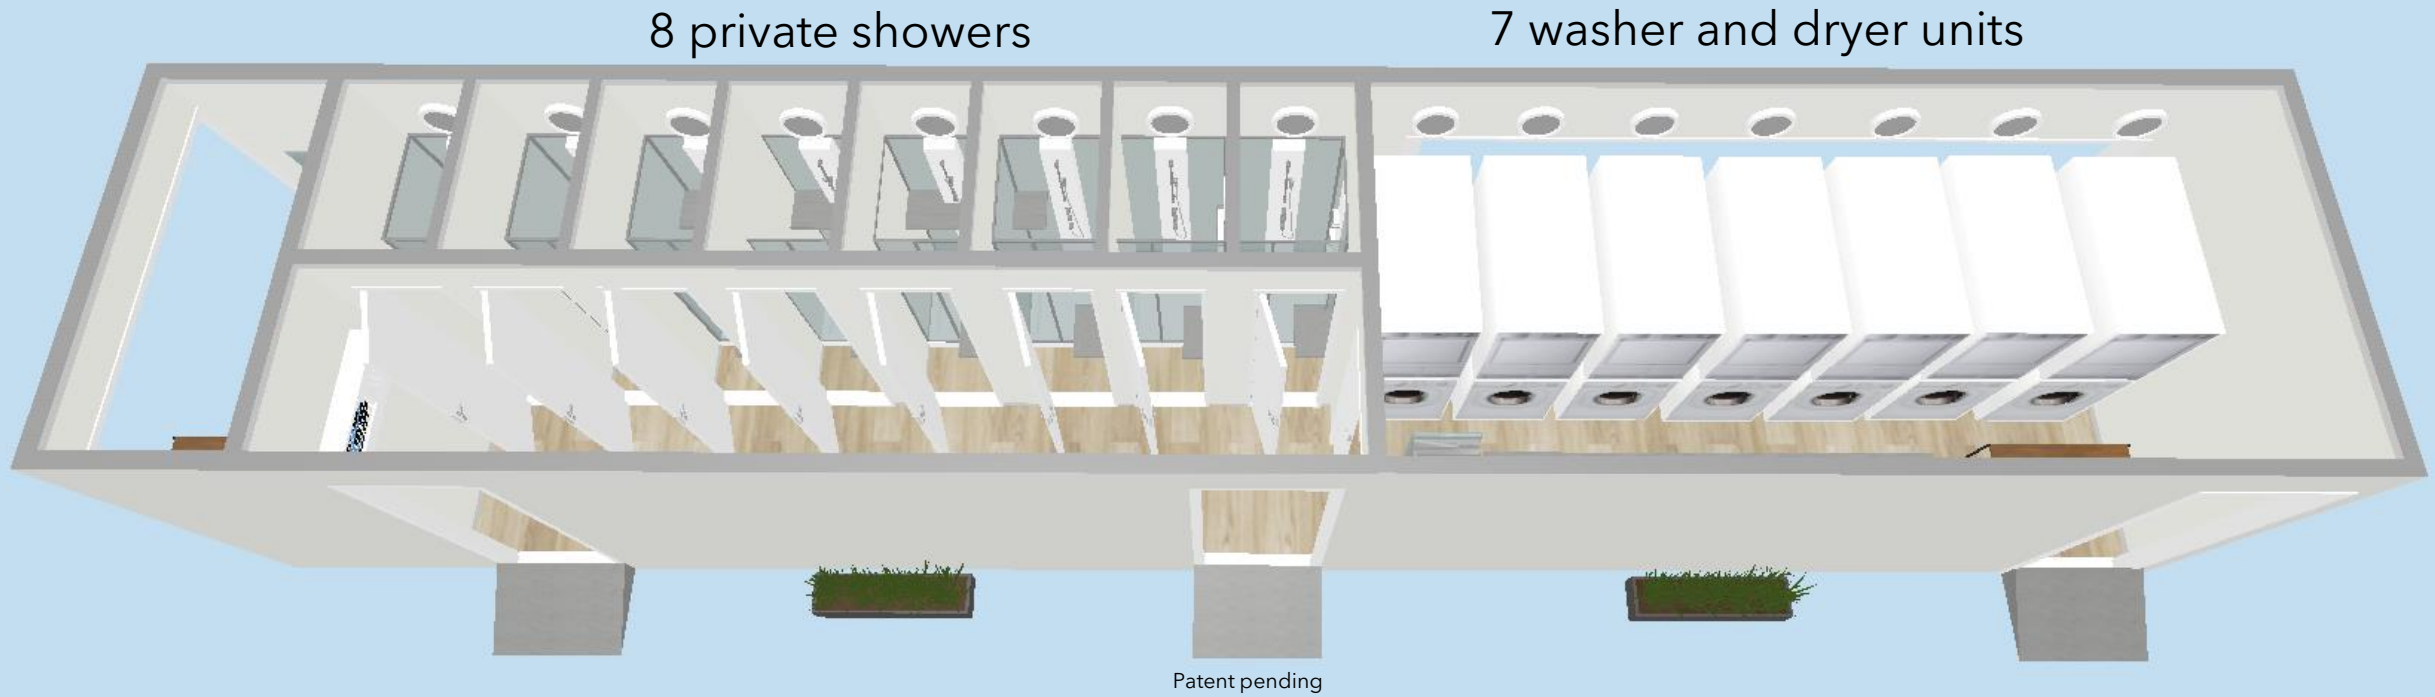 8 private showers
7 washer and dryer units
Patent pending